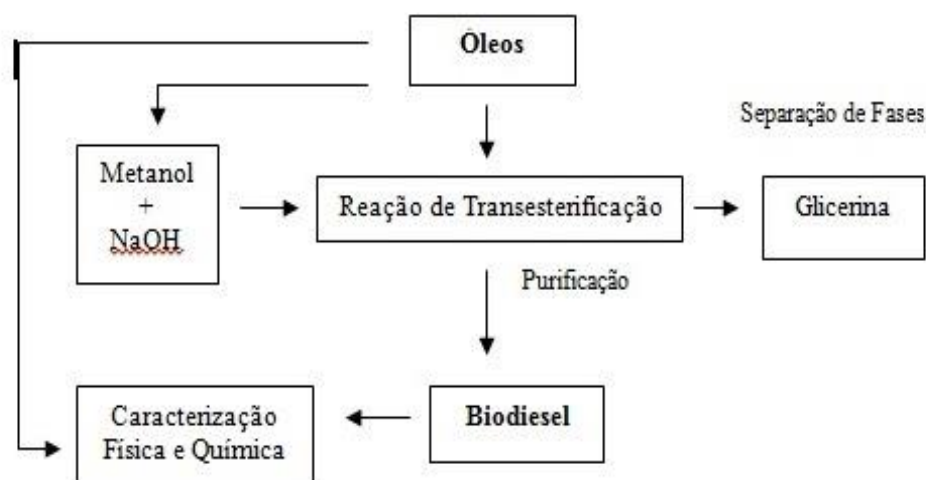 Óleos
Separação de Fases
Metanol
+
NaOH
Reação de Transesterificação
Glicerina
Purificação
Caracterização
Física e Química
Biodiesel